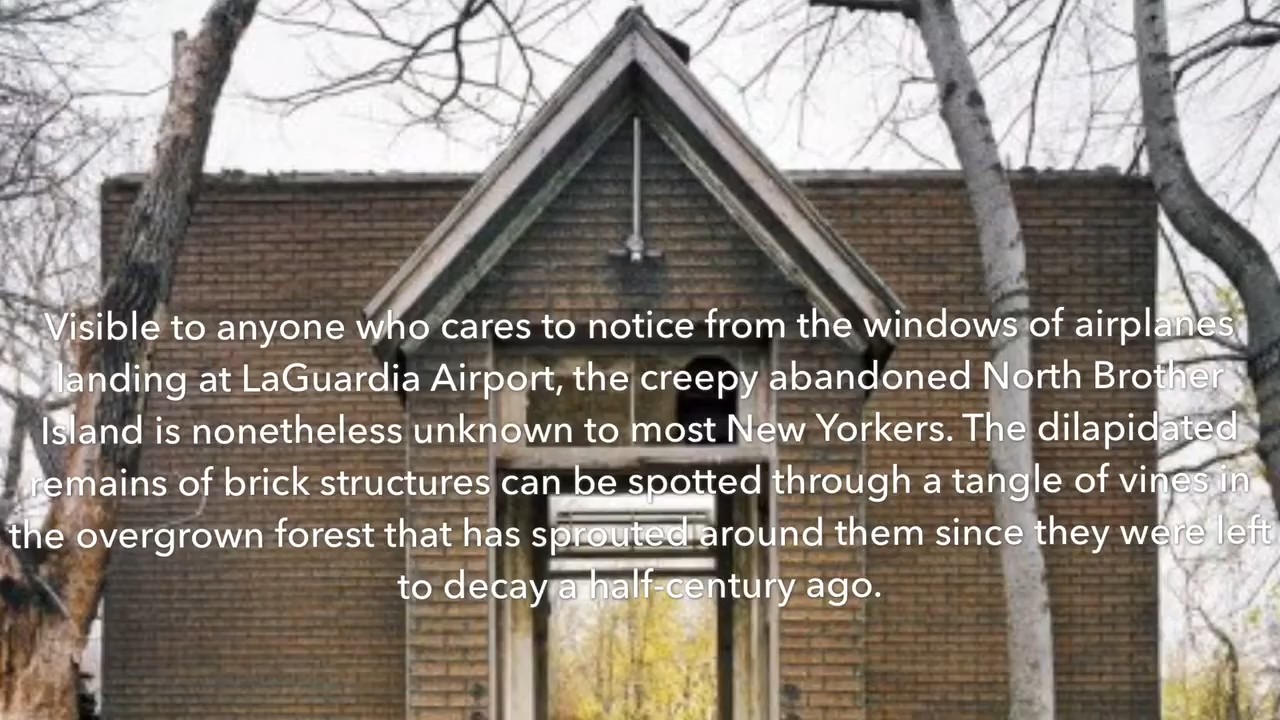 Visible to anyone who cares to notice from the windows of airplanes
landing at LaGuardia Airport, the creepy abandoned North Brother
Island is nonetheless unknown to most New Yorkers. The dilapidated
remains of brick structures can be spotted through a tangle of vines in
the overgrown forest that has sprouted around them since they were left
to decay a half-century ago.